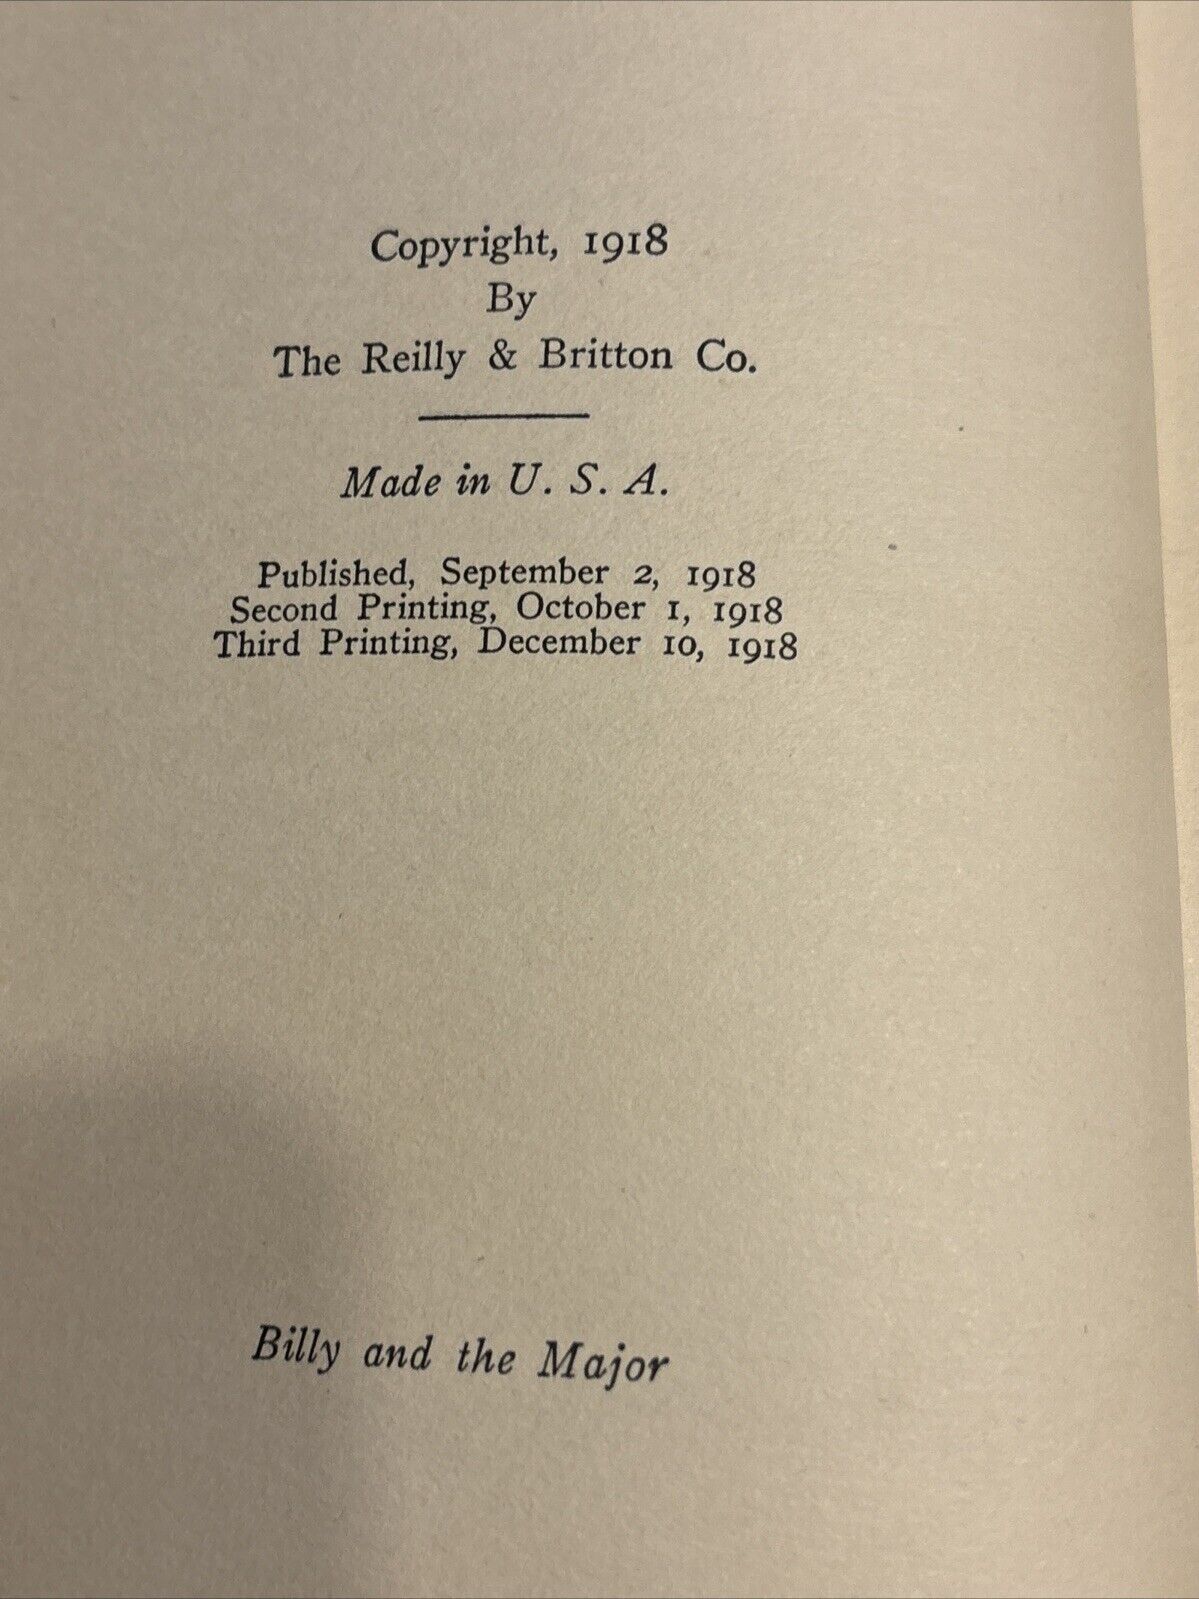 Copyright, 1918
By
The Reilly & Britton Co.
Made in U. S. A.
Published, September 2, 1918
Second Printing, October 1, 1918
Third Printing, December 10, 1918
Billy and the Major